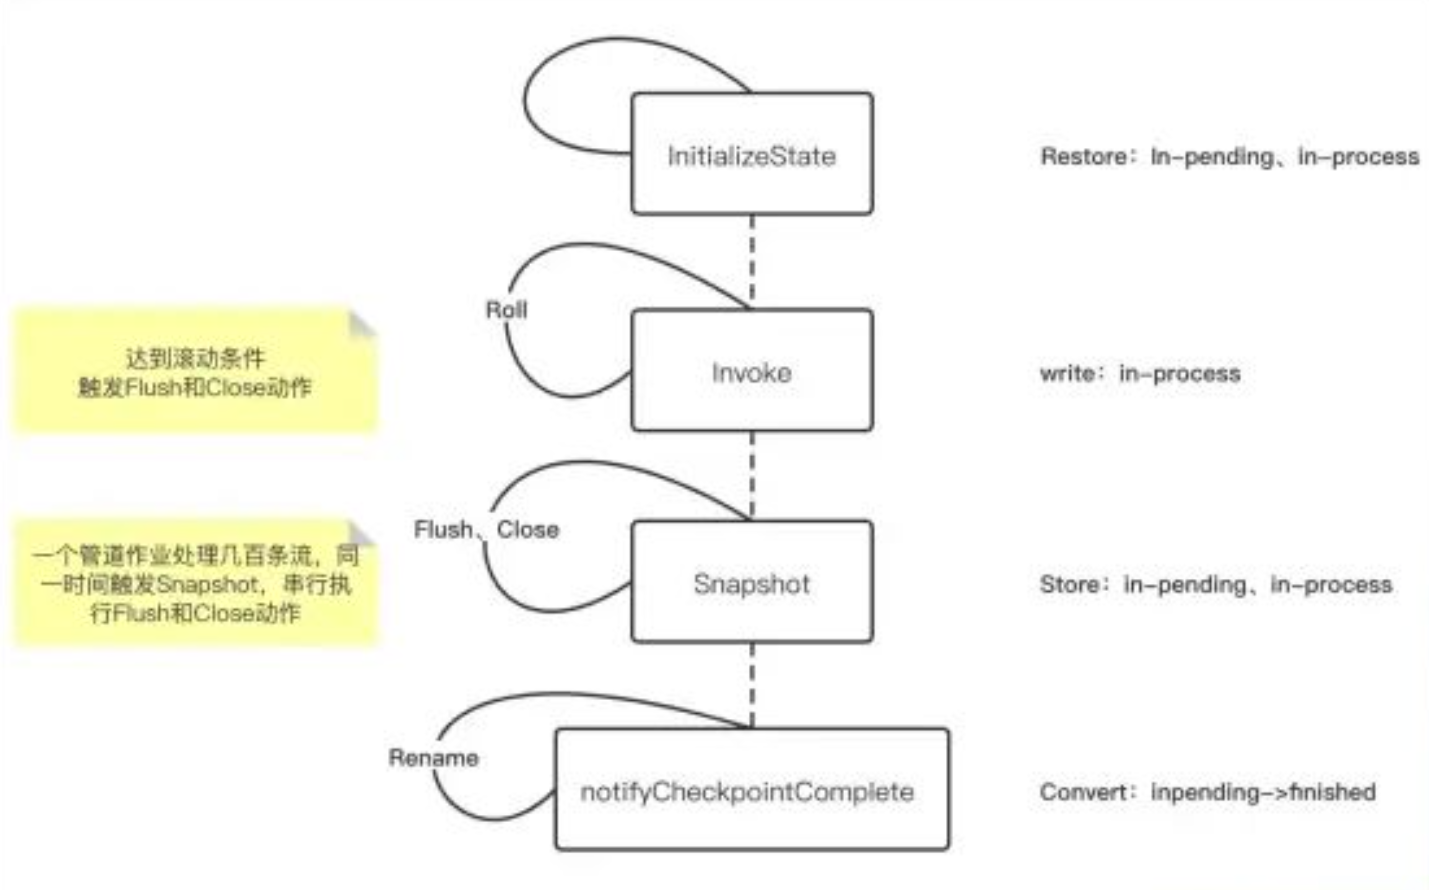 InitializeState
Restore：In-pending、in-process
Roll
达到滚动条件
触发Flush和Close动作
Invoke
write：in-process
Flush、Close
一个管道作业处理几百条流，同
一时间触发Snapshot，串行执
行Flush和Close动作
Snapshot
Store：in-pending、in-process
Rename
notifyCheckpointComplete
Convert：inpending->finished